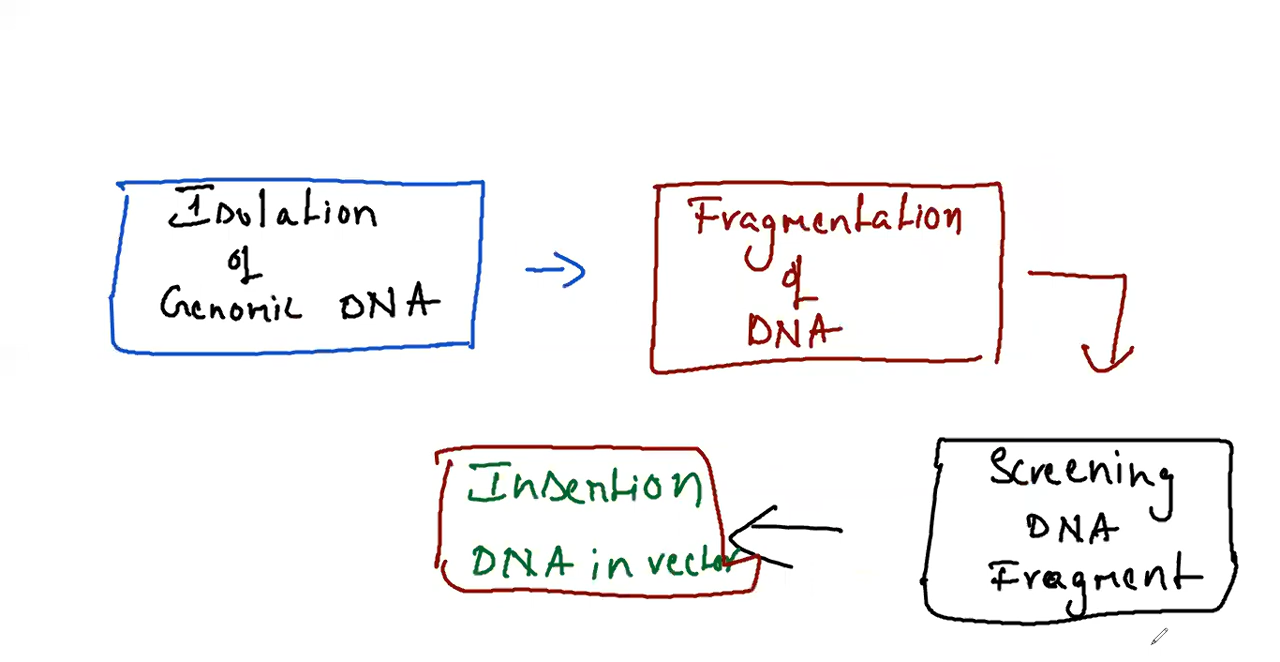 Isolation
of
Genomic DNA
Fragmentation
of
DNA
Screening
DNA
Fragment
Insertion
DNA in vector